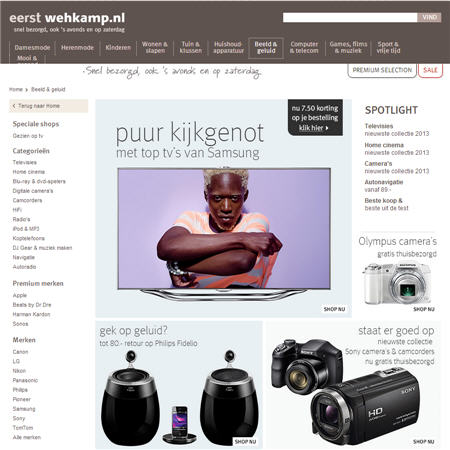 eerst wehkamp.nl
snel bezorgd, ook 's avonds en op zaterdag
VIND
Damesmode
Herenmode
Kinderen
Wonen & slapen
Tuin & klussen
Huishoud- apparatuur
Beeld & geluid
Computer & telecom
Games, films & muziek
Sport & vrije tijd
Mooi &
Snel bezorgd, ook 's avonds en op zaterdag
PREMIUM SELECTION
SALE
Home > Beeld & geluid
< Terug naar Home
Speciale shops
Gezien op tv
Categorieën
Televisies
Home cinema
Blu-ray & dvd-spelers
Digitale camera's
Camcorders
HiFi
Radio's
iPod & MP3
Koptelefoons
DJ Gear & muziek maken
Navigatie
Autoradio
Premium merken
Apple
Beats by Dr Dre
Harman Kardon
Sonos
Merken
Canon
LG
Nikon
Panasonic
Philips
Pioneer
Samsung
Sony
TomTom
Alle merken
puur kijkgenot
met top tv's van Samsung
nu 7.50 korting
op je bestelling
klik hier >
SHOP NU
SPOTLIGHT
Televisies
nieuwste collectie 2013
Home cinema
nieuwste collectie 2013
Camera's
nieuwste collectie 2013
Autonavigatie
vanaf 89.-
Beste koop &
beste uit de test
Olympus camera's
gratis thuisbezorgd
OLYMPUS
SHOP NU
gek op geluid?
tot 80.- retour op Philips Fidelio
SHOP NU
staat er goed op
nieuwste collectie
Sony camera's & camcorders
nu gratis thuisbezorgd
SONY
SONY
HD
SHOP NU